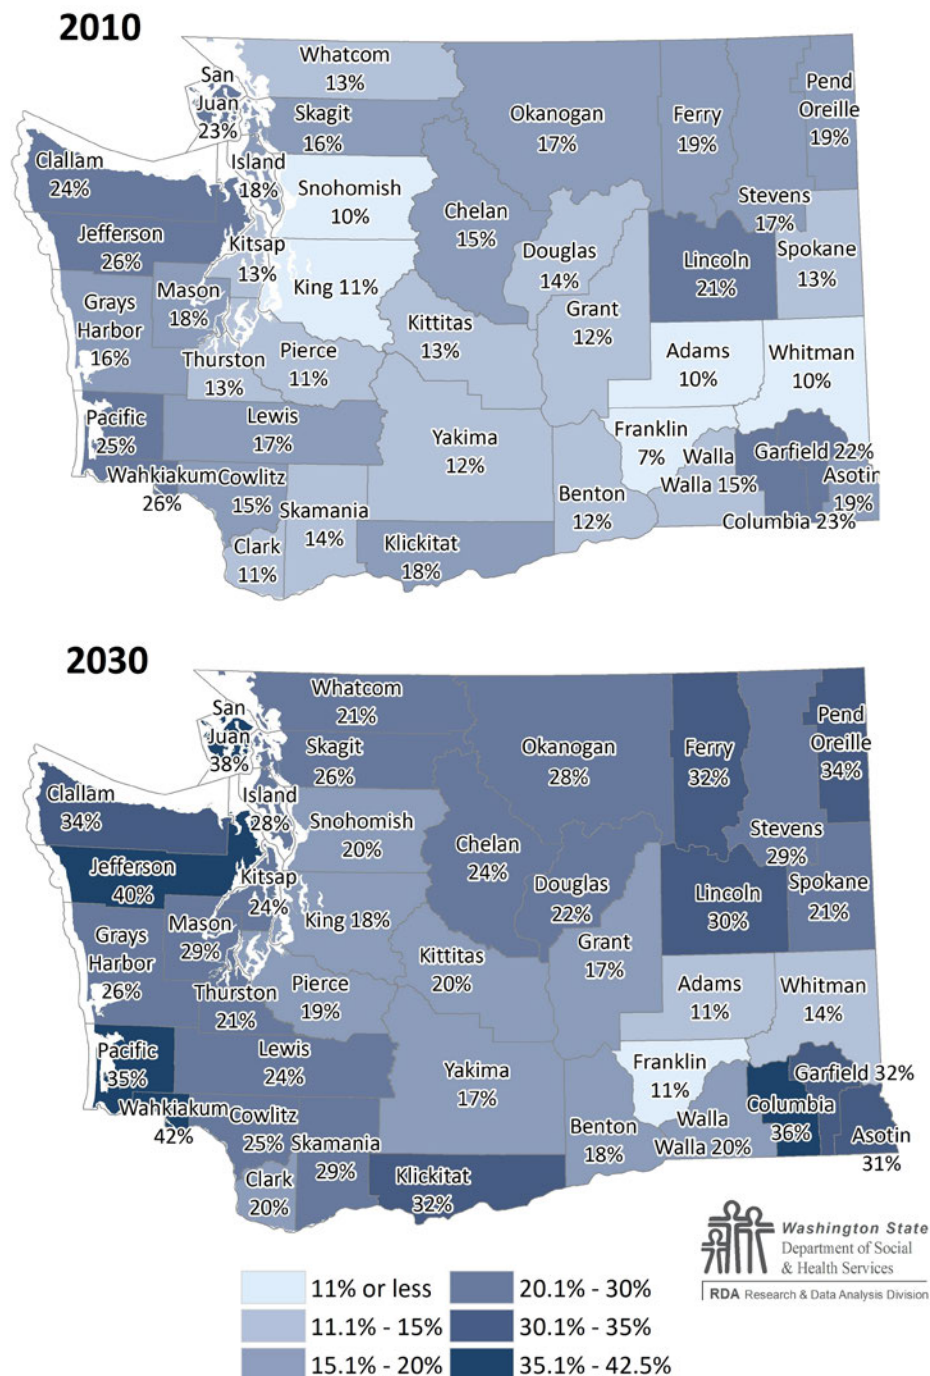 2010
Whatcom
13%
San
Juan
23%
Skagit
16%
Okanogan
17%
Ferry
19%
Pend
Oreille
19%
Clallam
24%
Island
18%
Snohomish
10%
Chelan
15%
Stevens
17%
Jefferson
26%
Kitsap
13%
Douglas
14%
Lincoln
21%
Spokane
13%
Mason
18%
King 11%
Grays
Harbor
16%
Kittitas
13%
Grant
12%
Thurston
13%
Pierce
11%
Adams
10%
Whitman
10%
Pacific
25%
Lewis
17%
Yakima
12%
Franklin
7%
Walla
Walla 15%
Garfield 22%
Wahkiakum
26%
Cowlitz
15%
Skamania
14%
Benton
12%
Asotin
19%
Columbia 23%
Clark
11%
Klickitat
18%
2030
Whatcom
21%
San
Juan
38%
Skagit
26%
Okanogan
28%
Ferry
32%
Pend
Oreille
34%
Clallam
34%
Island
28%
Snohomish
20%
Chelan
24%
Stevens
29%
Jefferson
40%
Kitsap
24%
Douglas
22%
Lincoln
30%
Spokane
21%
Mason
29%
King 18%
Grays
Harbor
26%
Kittitas
20%
Grant
17%
Thurston
21%
Pierce
19%
Adams
11%
Whitman
14%
Pacific
35%
Lewis
24%
Yakima
17%
Franklin
11%
Garfield 32%
Wahkiakum
42%
Cowlitz
25%
Skamania
29%
Benton
18%
Walla
Walla 20%
Columbia
36%
Asotin
31%
Clark
20%
Klickitat
32%
Washington State
Department of Social
& Health Services
RDA Research & Data Analysis Division
11% or less
20.1% - 30%
11.1% - 15%
30.1% - 35%
15.1% - 20%
35.1% - 42.5%